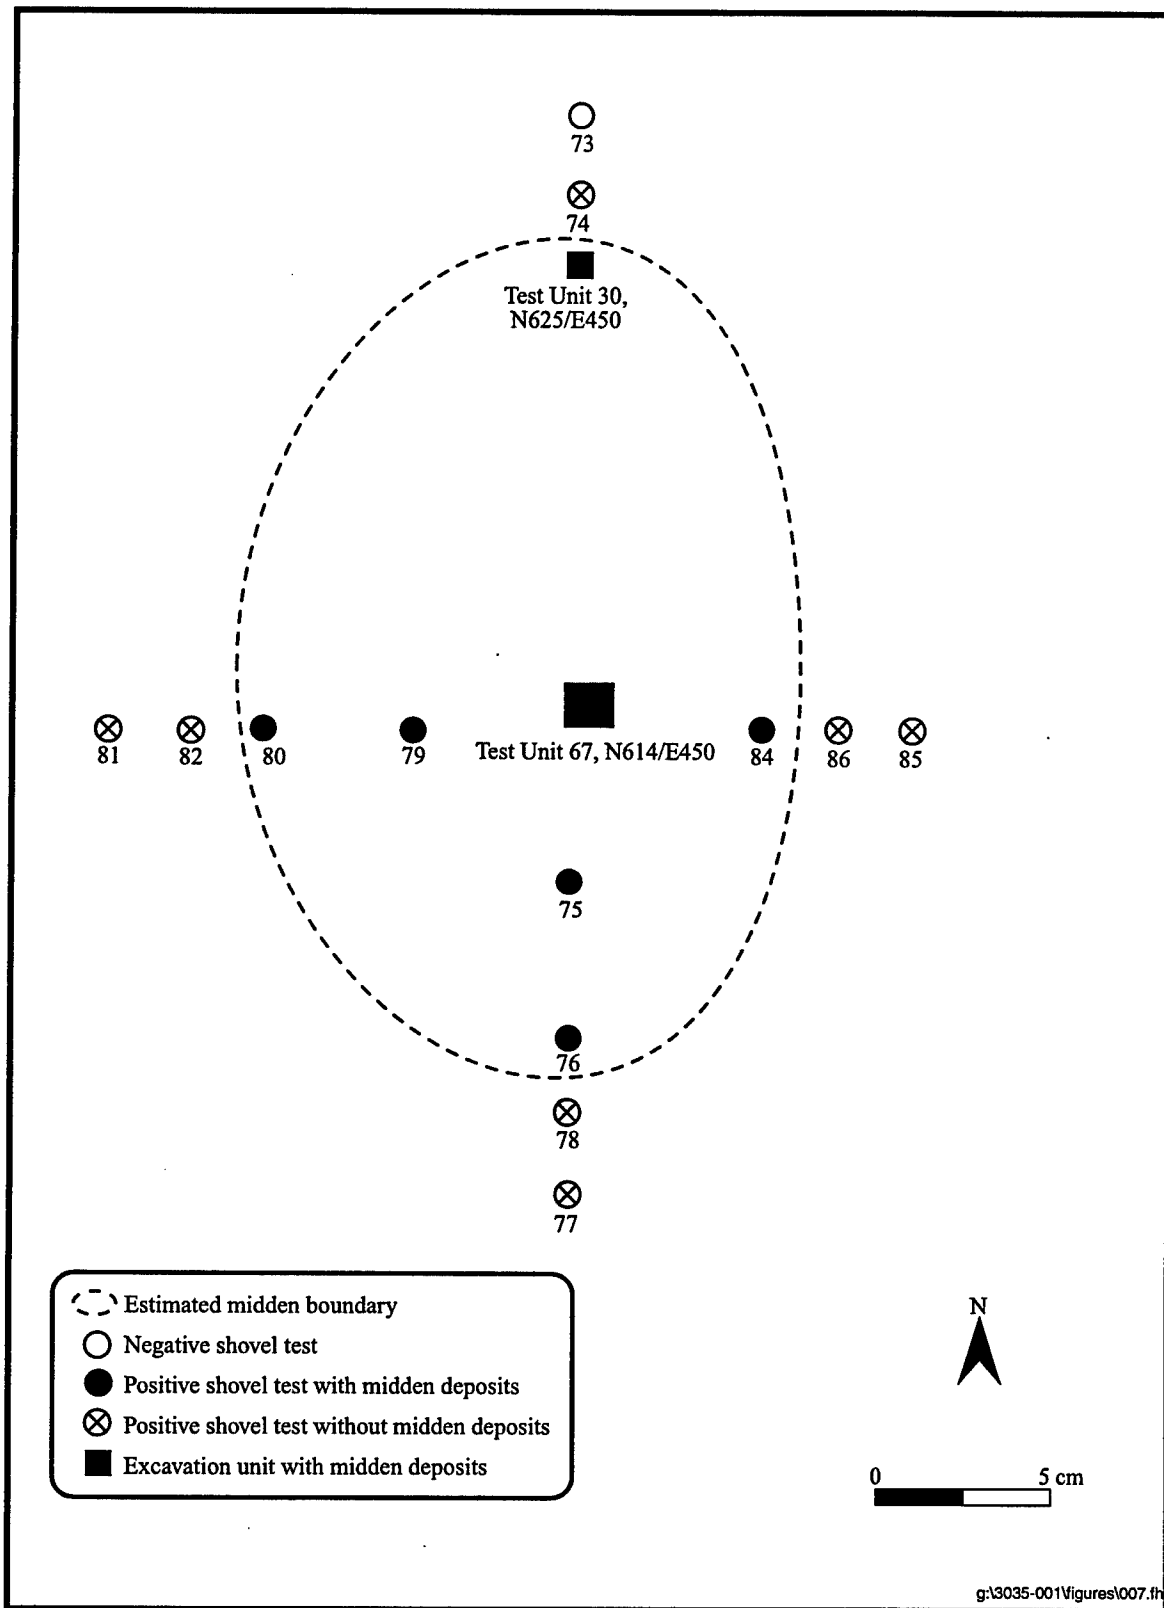 73
74
Test Unit 30,
N625/E450
81
82
80
79
Test Unit 67, N614/E450
84
86
85
75
76
78
77
Estimated midden boundary
Negative shovel test
Positive shovel test with midden deposits
Positive shovel test without midden deposits
Excavation unit with midden deposits
N
0 5 cm
g:\3035-001\figures\007.fh